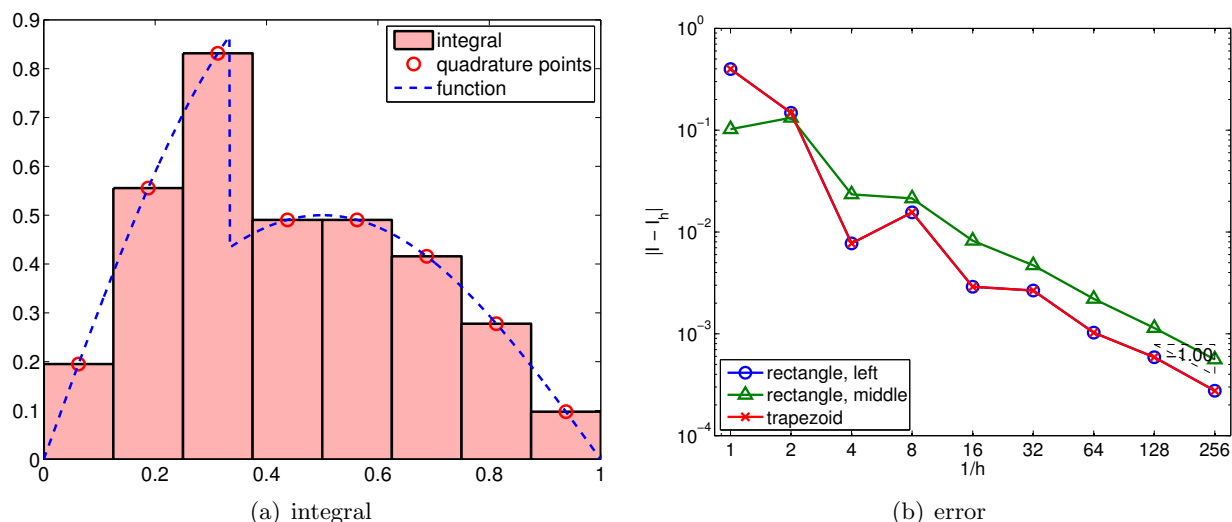 0.9
0.8
0.7
0.6
0.5
0.4
0.3
0.2
0.1
0
0 0.2 0.4 0.6 0.8 1
integral
quadrature points
function
(a) integral
10^0
10^-1
10^-2
10^-3
10^-4
|I − I_h|
−1.00
rectangle, left
rectangle, middle
trapezoid
1 2 4 8 16 32 64 128 256
1/h
(b) error